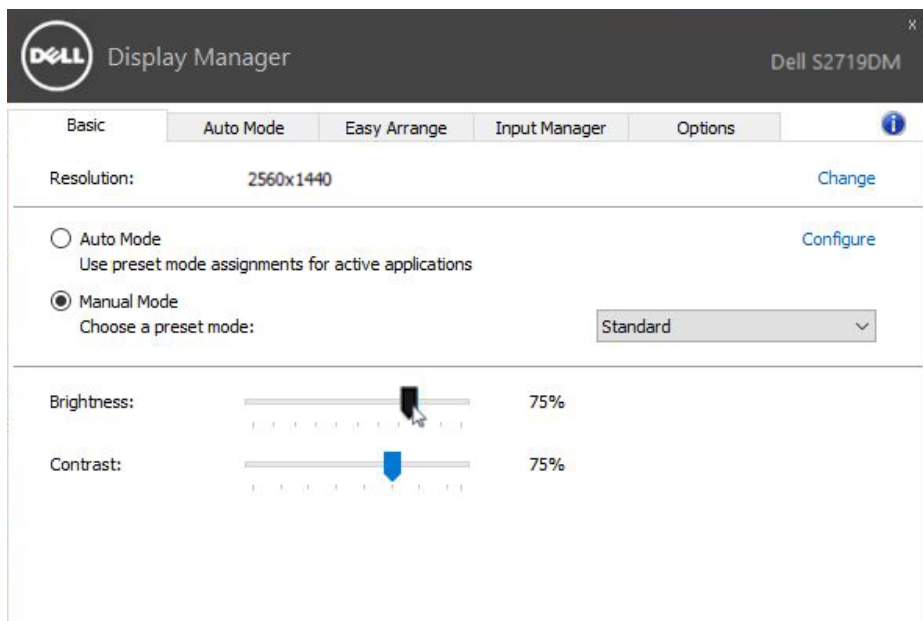 DELL Display Manager
x
Dell S2719DM
Basic Auto Mode Easy Arrange Input Manager Options i
Resolution: 2560x1440 Change
Auto Mode Configure
Use preset mode assignments for active applications
Manual Mode
Choose a preset mode: Standard
Brightness: 75%
Contrast: 75%